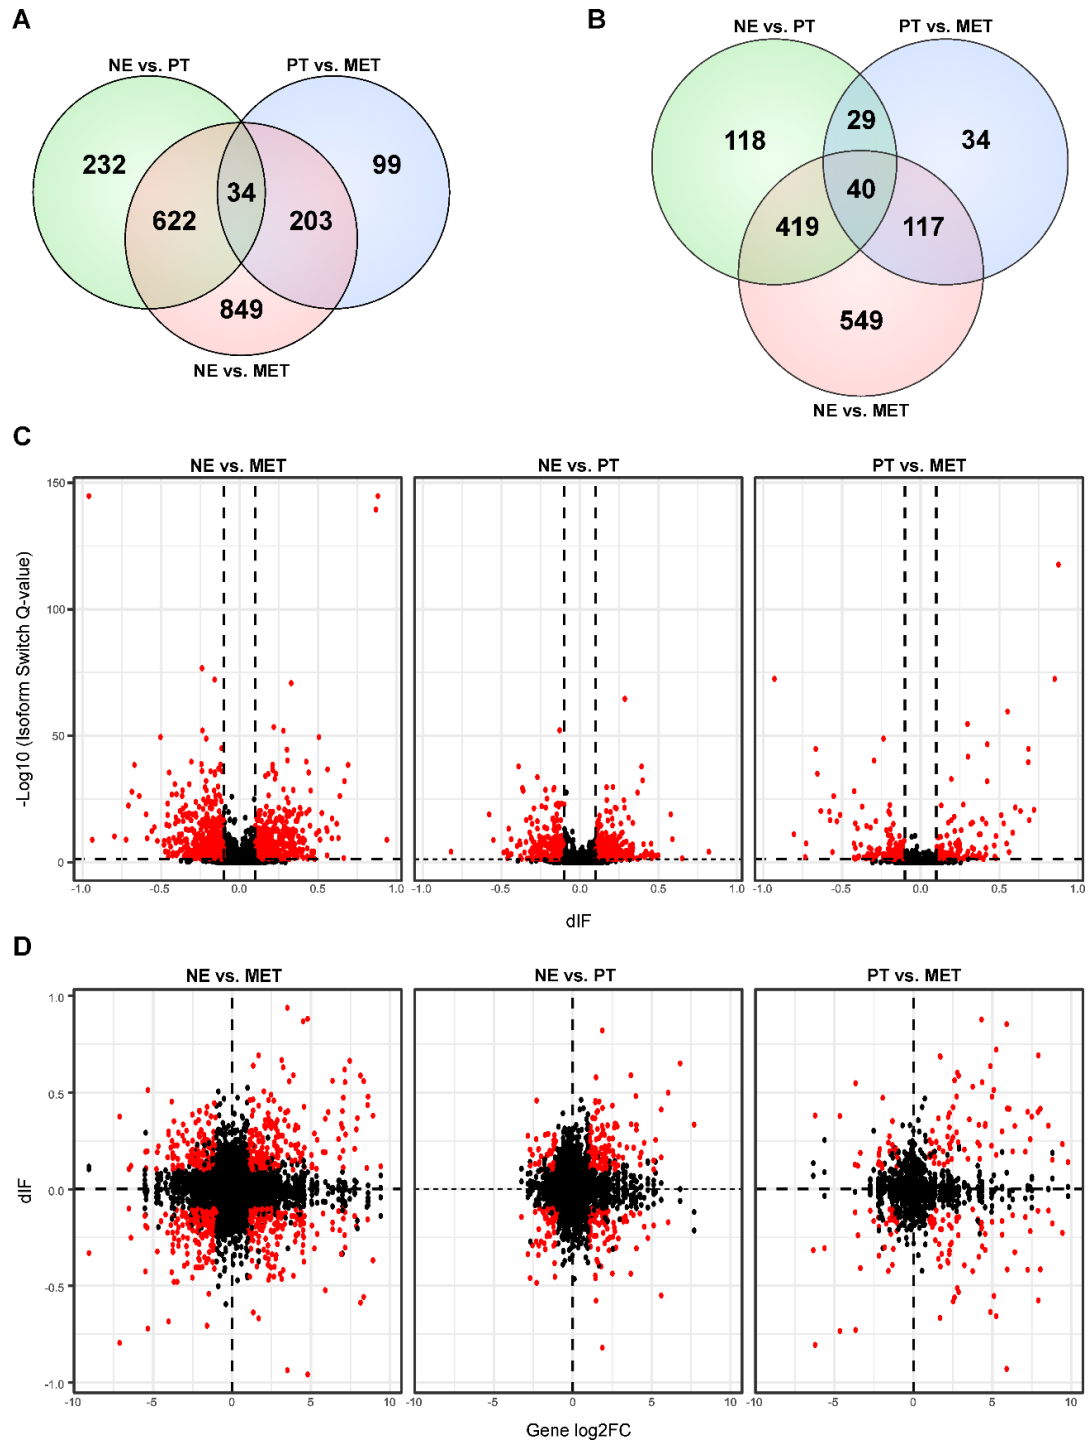 A
B
NE vs. PT
PT vs. MET
232
99
34
622
203
849
NE vs. MET
NE vs. PT
PT vs. MET
29
118
34
40
419
117
549
NE vs. MET
C
NE vs. MET
NE vs. PT
PT vs. MET
-Log10 (Isoform Switch Q-value)
150
100
50
0
-1.0
-0.5
0.0
0.5
1.0
-1.0
-0.5
0.0
0.5
1.0
-1.0
-0.5
0.0
0.5
1.0
dIF
D
NE vs. MET
NE vs. PT
PT vs. MET
dIF
1.0
0.5
0.0
-0.5
-1.0
-10
-5
0
5
10
-10
-5
0
5
10
-10
-5
0
5
10
Gene log2FC